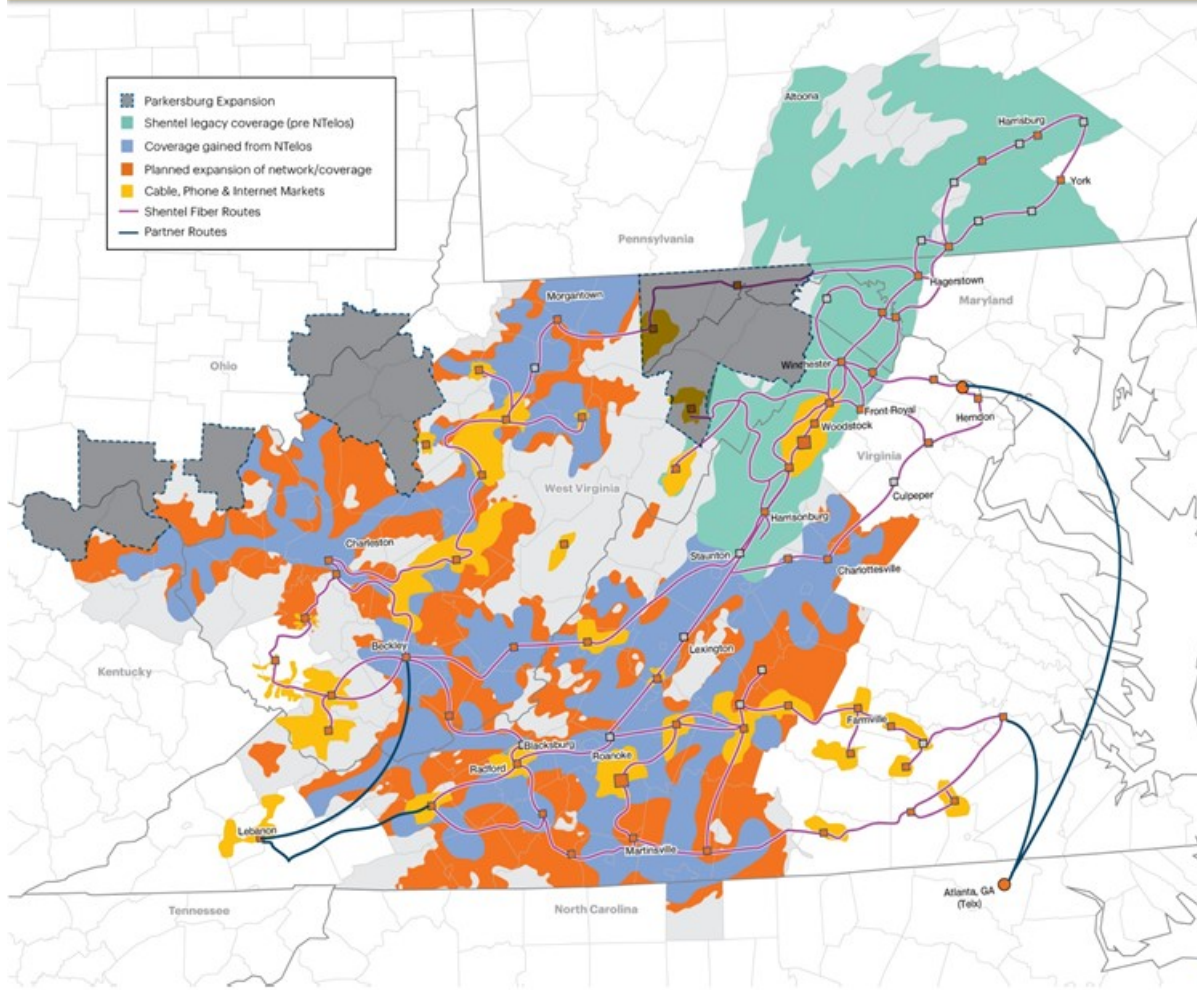 Parkersburg Expansion
Shentel legacy coverage (pre NTelos)
Coverage gained from NTelos
Planned expansion of network/coverage
Cable, Phone & Internet Markets
Shentel Fiber Routes
Partner Routes
Altoona
Harrisburg
York
Pennsylvania
Hagerstown
Maryland
Morgantown
Ohio
Winchester
DC
Herndon
Front Royal
Woodstock
Virginia
West Virginia
Culpeper
Harrisonburg
Charleston
Staunton
Charlottesville
Beckley
Lexington
Kentucky
Farmville
Blacksburg
Roanoke
Radford
Lebanon
Martinsville
Atlanta, GA
(Telx)
Tennessee
North Carolina